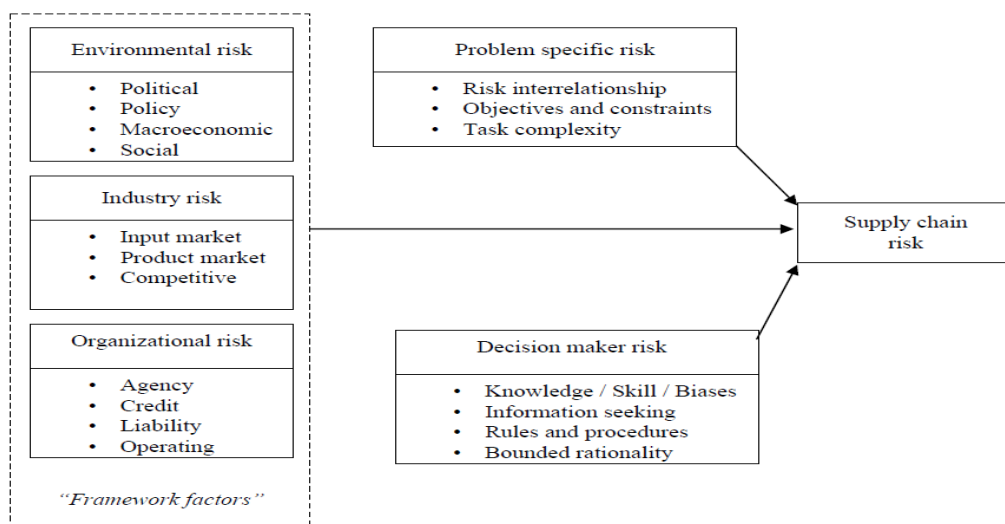 Environmental risk
• Political
• Policy
• Macroeconomic
• Social
Industry risk
• Input market
• Product market
• Competitive
Organizational risk
• Agency
• Credit
• Liability
• Operating
“Framework factors”
Problem specific risk
• Risk interrelationship
• Objectives and constraints
• Task complexity
Decision maker risk
• Knowledge / Skill / Biases
• Information seeking
• Rules and procedures
• Bounded rationality
Supply chain
risk